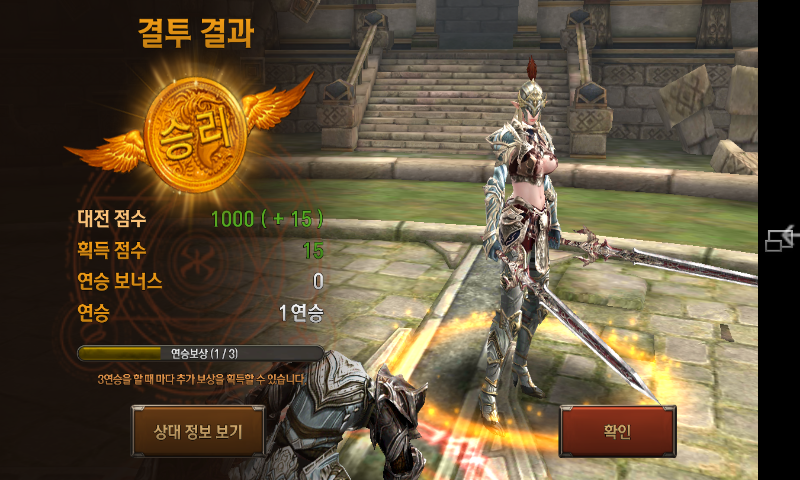 결투 결과
승리
대전 점수 1000 ( + 15 )
획득 점수 15
연승 보너스 0
연승 1 연승
연승보상 (1 / 3)
3연승을 할 때 마다 추가 보상을 획득할 수 있습니다
상대 정보 보기
확인